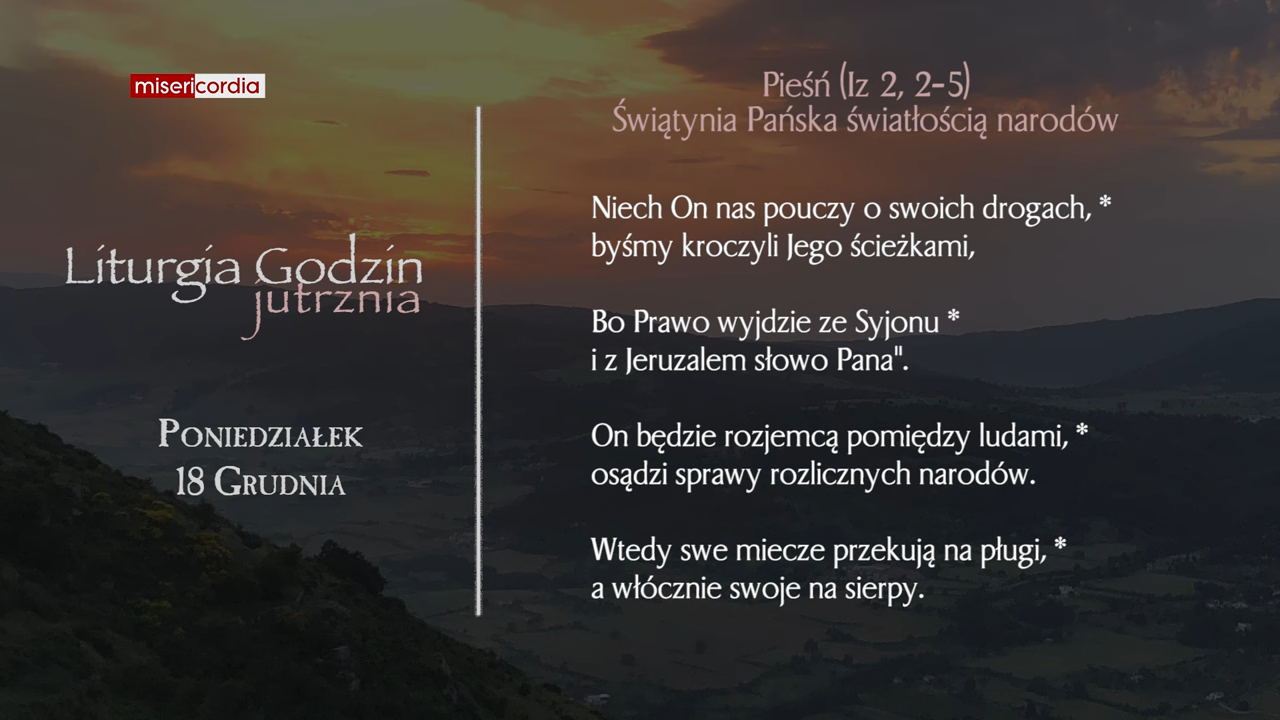 misericordia
Liturgia Godzin
jutrznia
Poniedziałek
18 Grudnia
Pieśń (Iz 2, 2-5)
Świątynia Pańska światłością narodów
Niech On nas pouczy o swoich drogach, *
byśmy kroczyli Jego ścieżkami,
Bo Prawo wyjdzie ze Syjonu *
i z Jeruzalem słowo Pana".
On będzie rozjemcą pomiędzy ludami, *
osądzi sprawy rozlicznych narodów.
Wtedy swe miecze przekują na pługi, *
a włócznie swoje na sierpy.